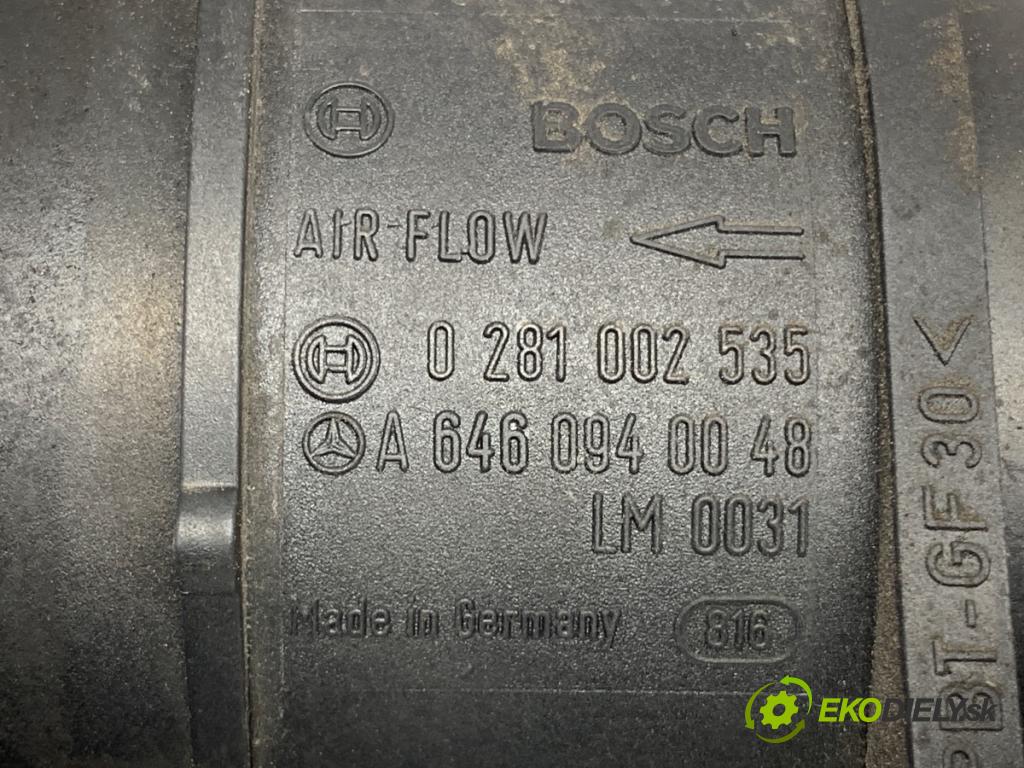 BOSCH
AIR FLOW
0 281 002 535
A 646 094 00 48
LM 0031
Made in Germany 816
PBT-GF30<
EKODIELY.sk